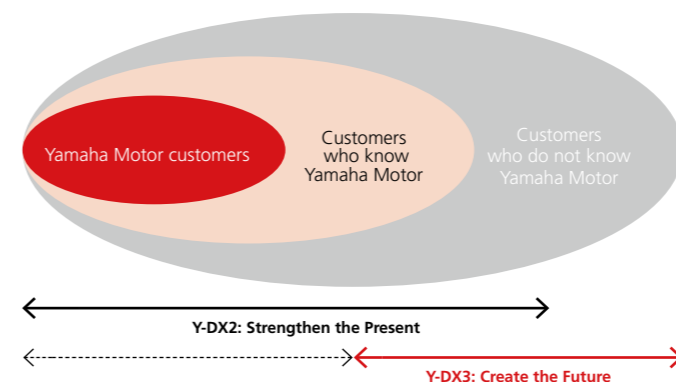 Yamaha Motor customers
Customers
who know
Yamaha Motor
Customers
who do not know
Yamaha Motor
Y-DX2: Strengthen the Present
Y-DX3: Create the Future